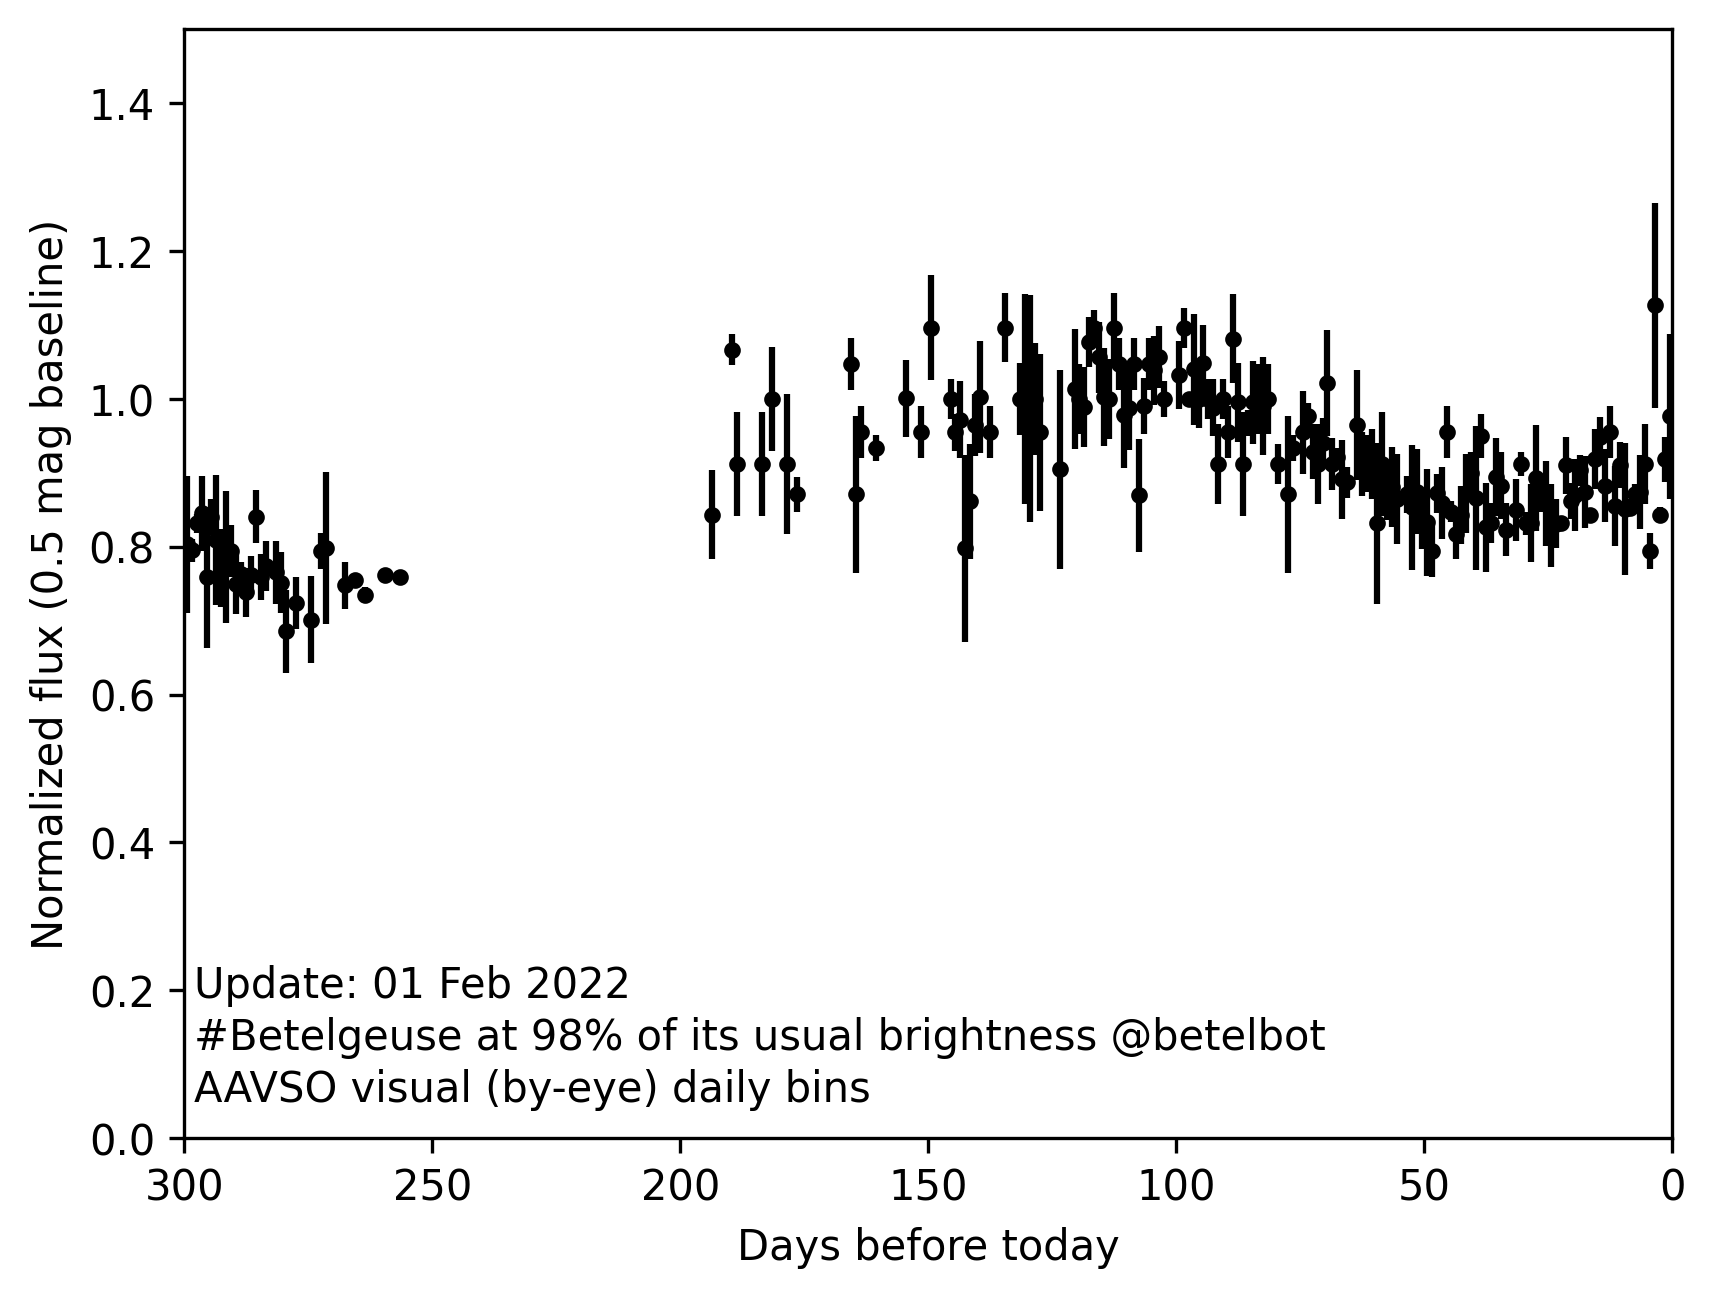 1.4
1.2
1.0
0.8
0.6
0.4
0.2
0.0
Normalized flux (0.5 mag baseline)
Update: 01 Feb 2022
#Betelgeuse at 98% of its usual brightness @betelbot
AAVSO visual (by-eye) daily bins
300 250 200 150 100 50 0
Days before today